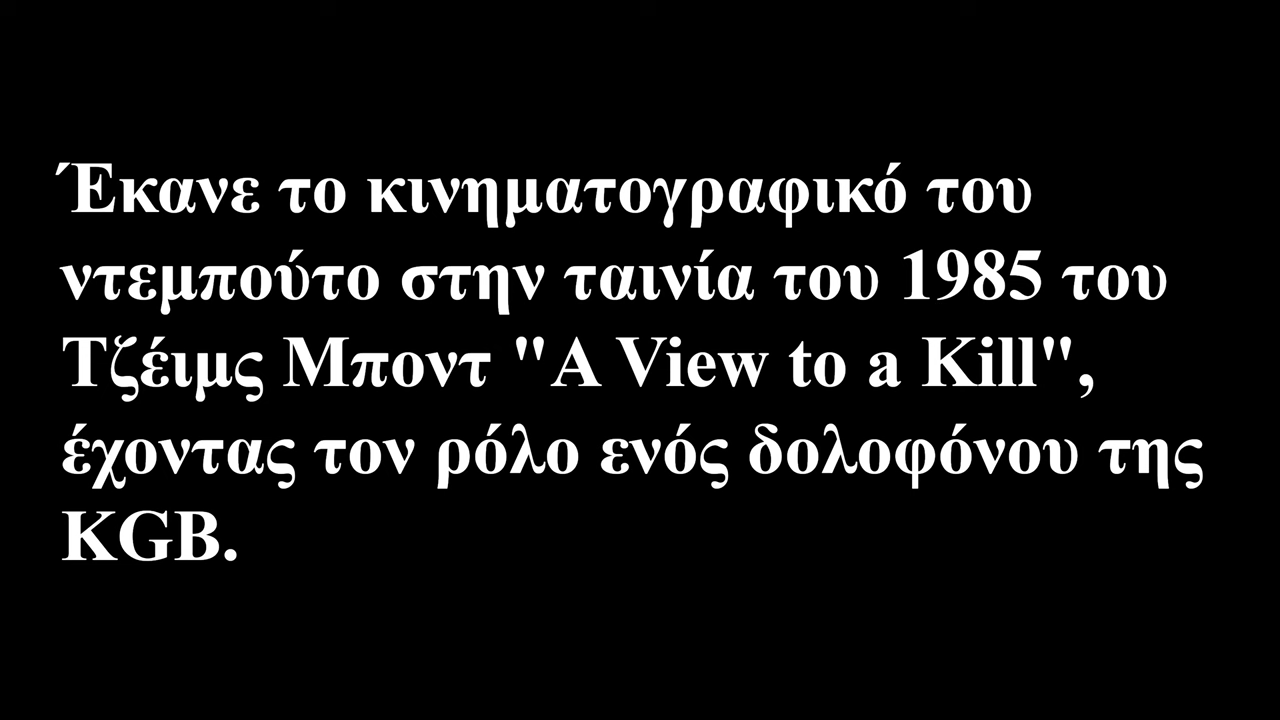 Έκανε το κινηματογραφικό του
ντεμπούτο στην ταινία του 1985 του
Τζέιμς Μποντ "A View to a Kill",
έχοντας τον ρόλο ενός δολοφόνου της
KGB.